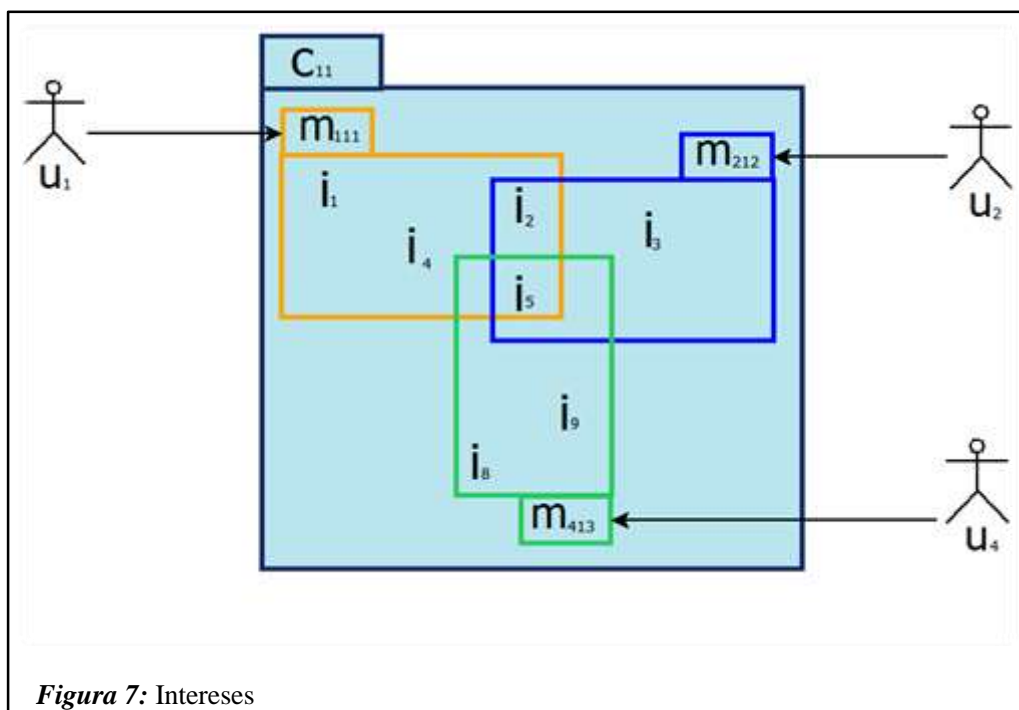 C11
m111
m212
u1
i1
i2
i3
u2
i4
i5
i9
i8
m413
u4
Figura 7: Intereses